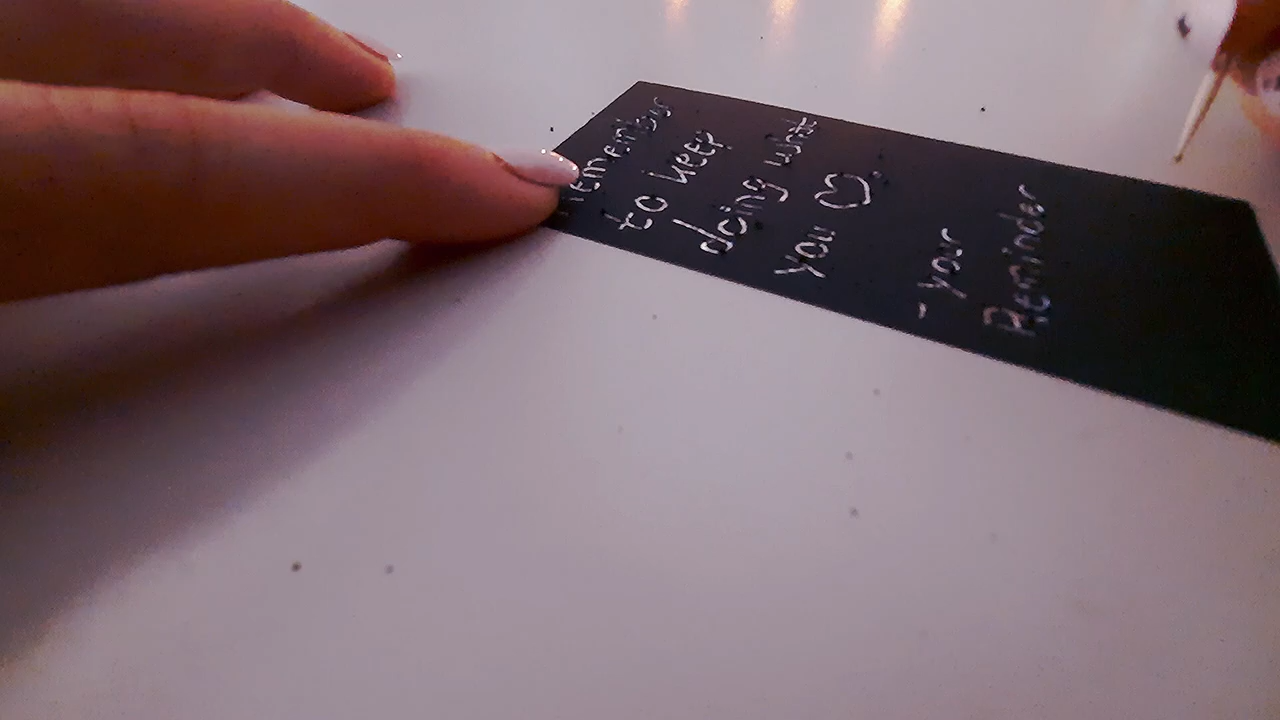 Remember
to keep
doing what
you ♡.
- your
Reminder